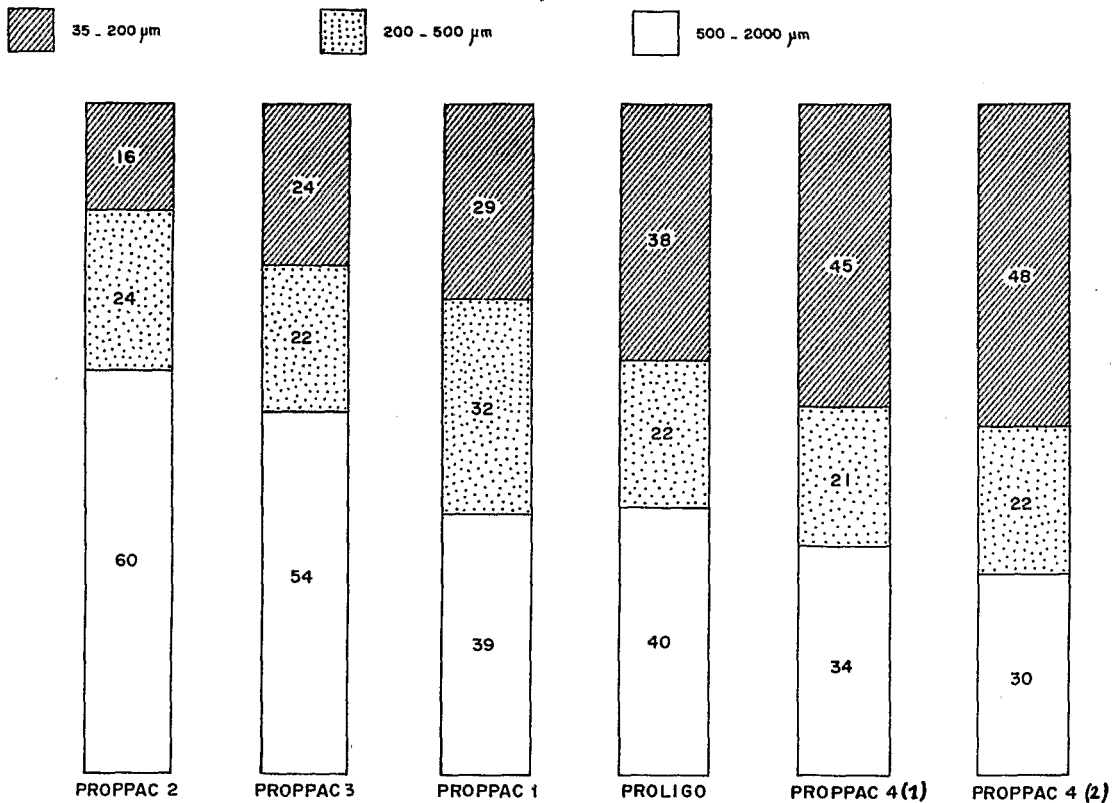 35 - 200 µm 200 - 500 µm 500 - 2000 µm
16 24 29 38 45 48
24 22 32 22 21 22
60 54 39 40 34 30
PROPPAC 2 PROPPAC 3 PROPPAC 1 PROLIGO PROPPAC 4 (1) PROPPAC 4 (2)